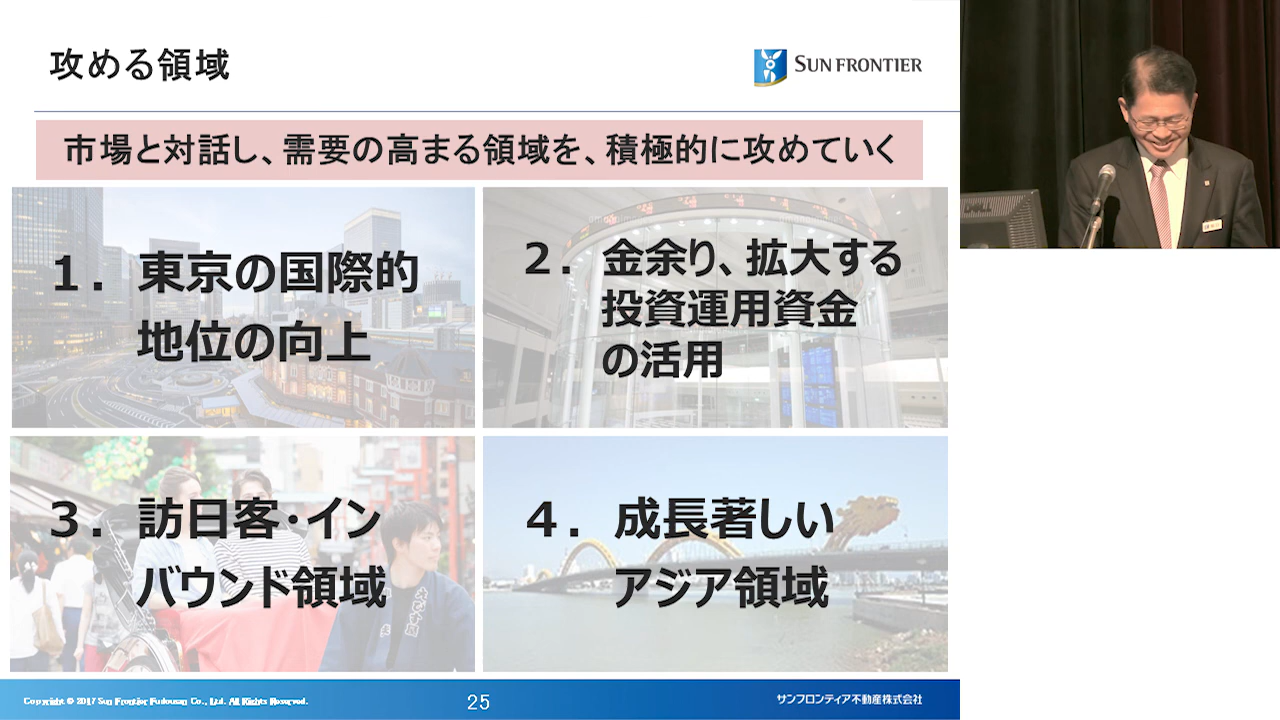 攻める領域
SUN FRONTIER
市場と対話し、需要の高まる領域を、積極的に攻めていく
１．東京の国際的
地位の向上
２．金余り、拡大する
投資運用資金
の活用
３．訪日客・イン
バウンド領域
４．成長著しい
アジア領域
DELL
Copyright © 2017 Sun Frontier Fudousan Co., Ltd. All Rights Reserved.
25
サンフロンティア不動産株式会社